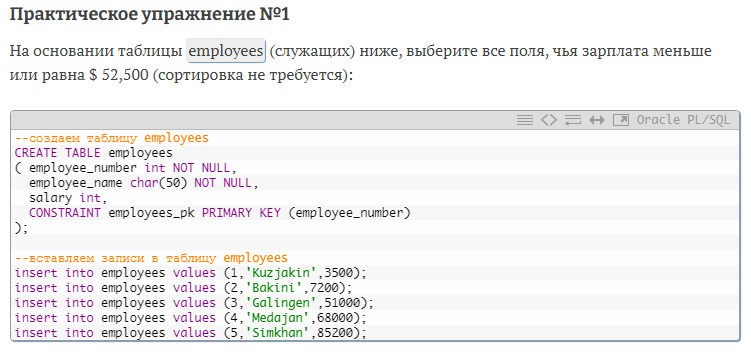 Практическое упражнение №1
На основании таблицы employees (служащих) ниже, выберите все поля, чья зарплата меньше
или равна $ 52,500 (сортировка не требуется):
Oracle PL/SQL
--создаем таблицу employees
CREATE TABLE employees
( employee_number int NOT NULL,
  employee_name char(50) NOT NULL,
  salary int,
  CONSTRAINT employees_pk PRIMARY KEY (employee_number)
);
--вставляем записи в таблицу employees
insert into employees values (1,'Kuzjakin',3500);
insert into employees values (2,'Bakini',7200);
insert into employees values (3,'Galingen',51000);
insert into employees values (4,'Medajan',68000);
insert into employees values (5,'Simkhan',85200);